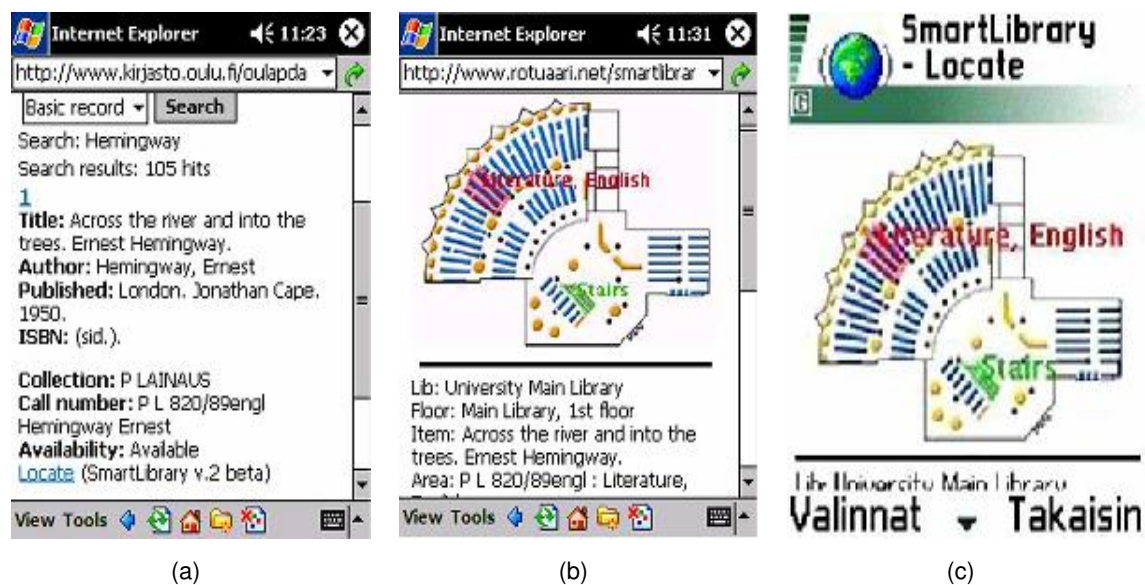 Internet Explorer 11:23
http://www.kirjasto.oulu.fi/oulapda
Basic record Search
Search: Hemingway
Search results: 105 hits
1
Title: Across the river and into the
trees. Ernest Hemingway.
Author: Hemingway, Ernest
Published: London. Jonathan Cape.
1950.
ISBN: (sid.).
Collection: P LAINAUS
Call number: P L 820/89engl
Hemingway Ernest
Availability: Available
Locate (SmartLibrary v.2 beta)
View Tools
(a)
Internet Explorer 11:31
http://www.rotuaari.net/smartlibrar
Literature, English
Stairs
Lib: University Main Library
Floor: Main Library, 1st floor
Item: Across the river and into the
trees. Ernest Hemingway.
Area: P L 820/89engl : Literature,
View Tools
(b)
SmartLibrary
- Locate
G
Literature, English
Stairs
Lib: University Main Library
Valinnat Takaisin
(c)